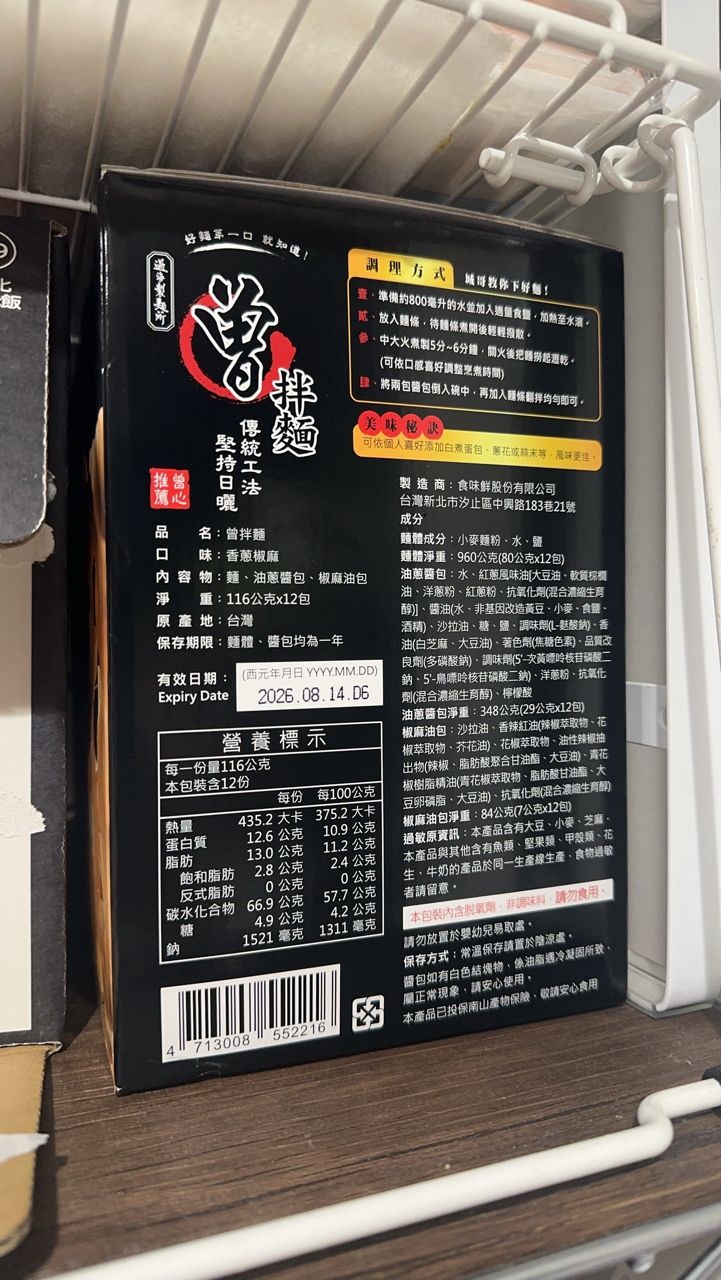 好麵第一口 就知道！
過海製麵所
曾
拌麵
傳統工法
堅持日曬
曾心
推薦
調理方式 城哥教你下好麵！
壹、準備約800毫升的水並加入適量食鹽，加熱至水滾。
貳、放入麵條，待麵條煮開後輕輕撥散。
參、中大火煮製5分~6分鐘，關火後把麵撈起瀝乾。
(可依口感喜好調整烹煮時間)
肆、將兩包醬包倒入碗中，再加入麵條翻拌均勻即可。
美味秘訣
可依個人喜好添加白煮蛋包、蔥花或蒜末等，風味更佳。
品名：曾拌麵
口味：香蔥椒麻
內容物：麵、油蔥醬包、椒麻油包
淨重：116公克x12包
原產地：台灣
保存期限：麵體、醬包均為一年
有效日期：
Expiry Date
(西元年月日 YYYY.MM.DD)
2026.08.14.D6
營養標示
每一份量116公克
本包裝含12份
每份 每100公克
熱量 435.2 大卡 375.2 大卡
蛋白質 12.6 公克 10.9 公克
脂肪 13.0 公克 11.2 公克
飽和脂肪 2.8 公克 2.4 公克
反式脂肪 0 公克 0 公克
碳水化合物 66.9 公克 57.7 公克
糖 4.9 公克 4.2 公克
鈉 1521 毫克 1311 毫克
4 713008 552216
製造商：食味鮮股份有限公司
台灣新北市汐止區中興路183巷21號
成分
麵體成分：小麥麵粉、水、鹽
麵體淨重：960公克(80公克x12包)
油蔥醬包：水、紅蔥風味油[大豆油、軟質棕櫚
油、洋蔥粉、紅蔥粉、抗氧化劑(混合濃縮生育
醇)]、醬油(水、非基因改造黃豆、小麥、食鹽、
酒精)、沙拉油、糖、鹽、調味劑(L-麩酸鈉)、香
油(白芝麻、大豆油)、著色劑(焦糖色素)、品質改
良劑(多磷酸鈉)、調味劑(5'-次黃嘌呤核苷磷酸二
鈉、5'-鳥嘌呤核苷磷酸二鈉)、洋蔥粉、抗氧化
劑(混合濃縮生育醇)、檸檬酸
油蔥醬包淨重：348公克(29公克x12包)
椒麻油包：沙拉油、香辣紅油(辣椒萃取物、花
椒萃取物、芥花油)、花椒萃取物、油性辣椒抽
出物(辣椒、脂肪酸聚合甘油酯、大豆油)、青花
椒樹脂精油(青花椒萃取物、脂肪酸甘油酯、大
豆卵磷脂、大豆油)、抗氧化劑(混合濃縮生育醇)
椒麻油包淨重：84公克(7公克x12包)
過敏原資訊：本產品含有大豆、小麥、芝麻，
本產品與其他含有魚類、堅果類、甲殼類、花
生、牛奶的產品於同一生產線生產，食物過敏
者請留意。
本包裝內含脫氧劑、非調味料、請勿食用。
請勿放置於嬰幼兒易取處。
保存方式：常溫保存請置於陰涼處。
醬包如有白色結塊物，係油脂遇冷凝固所致，
屬正常現象，請安心使用。
本產品已投保南山產物保險，敬請安心食用
9
飯